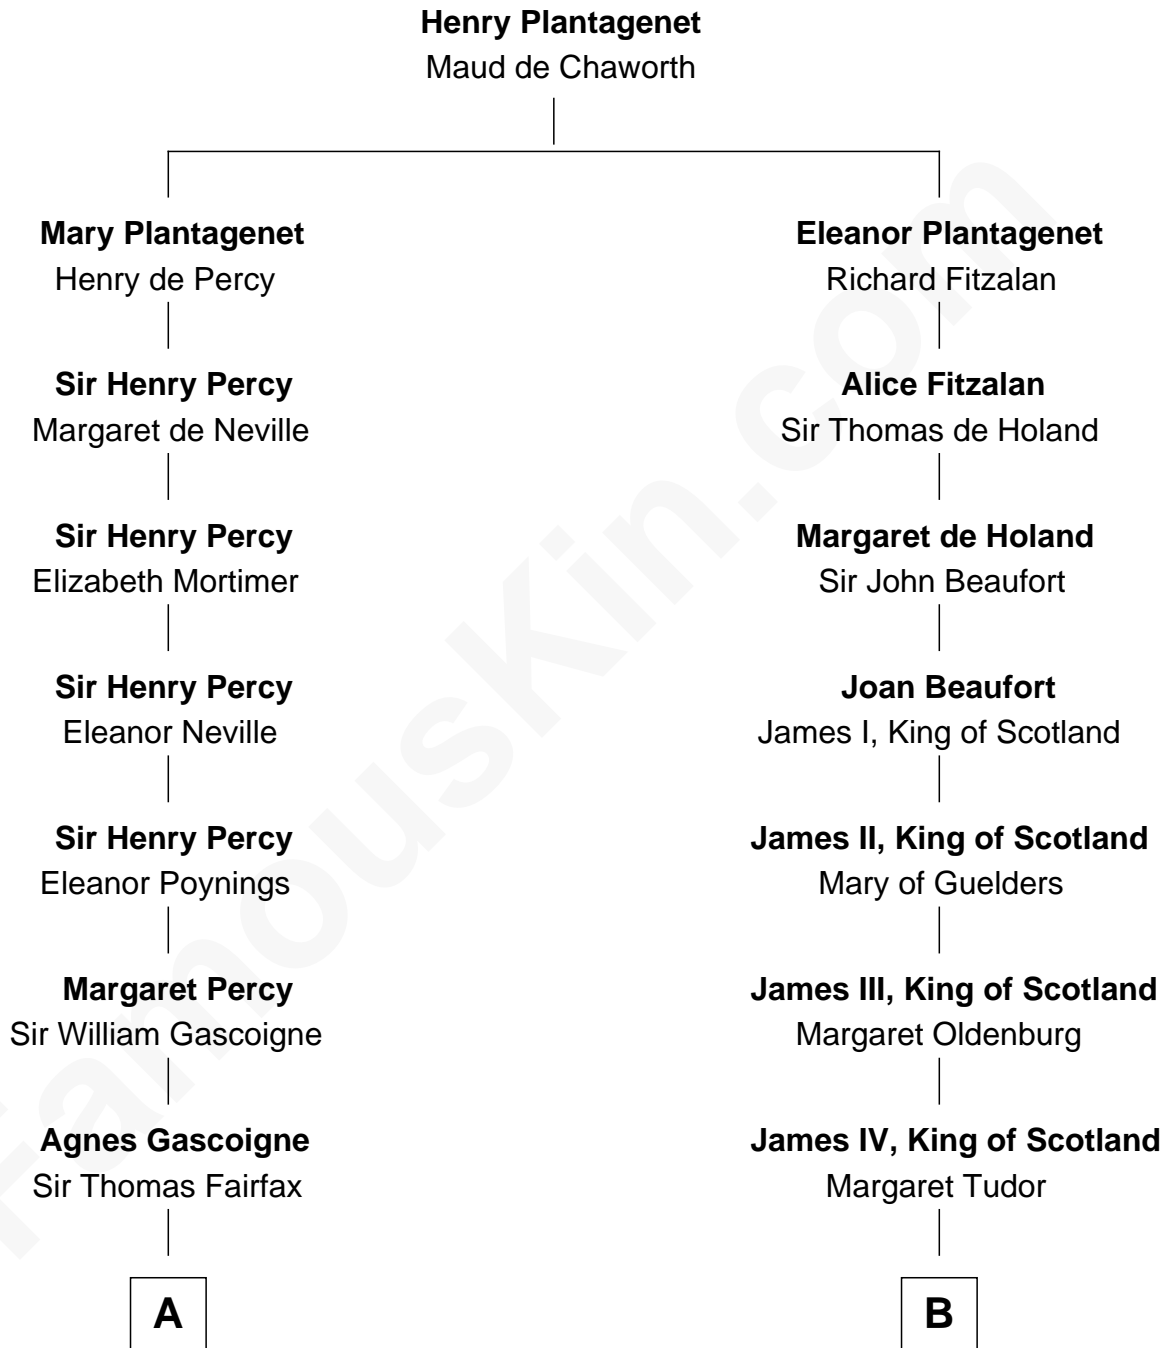 Henry Plantagenet
Maud de Chaworth
Mary Plantagenet
Henry de Percy
Eleanor Plantagenet
Richard Fitzalan
Sir Henry Percy
Margaret de Neville
Alice Fitzalan
Sir Thomas de Holand
Sir Henry Percy
Elizabeth Mortimer
Margaret de Holand
Sir John Beaufort
Sir Henry Percy
Eleanor Neville
Joan Beaufort
James I, King of Scotland
Sir Henry Percy
Eleanor Poynings
James II, King of Scotland
Mary of Guelders
Margaret Percy
Sir William Gascoigne
James III, King of Scotland
Margaret Oldenburg
Agnes Gascoigne
Sir Thomas Fairfax
James IV, King of Scotland
Margaret Tudor
A
B
FamousKin.com